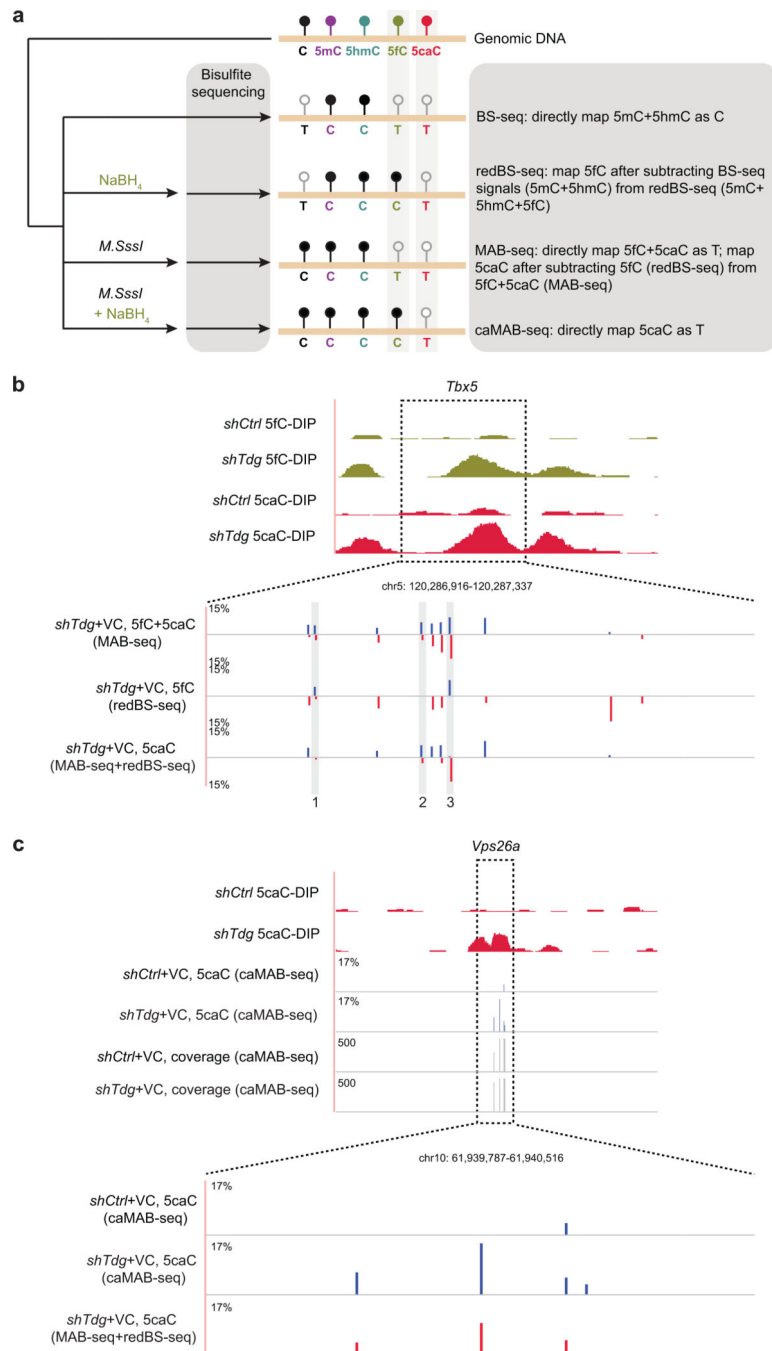 a
Genomic DNA
C 5mC 5hmC 5fC 5caC
Bisulfite
sequencing
T C C T T
BS-seq: directly map 5mC+5hmC as C
NaBH4
T C C C T
redBS-seq: map 5fC after subtracting BS-seq
signals (5mC+5hmC) from redBS-seq (5mC+
5hmC+5fC)
M.SssI
C C C T T
MAB-seq: directly map 5fC+5caC as T; map
5caC after subtracting 5fC (redBS-seq) from
5fC+5caC (MAB-seq)
M.SssI
+ NaBH4
C C C C T
caMAB-seq: directly map 5caC as T
b
Tbx5
shCtrl 5fC-DIP
shTdg 5fC-DIP
shCtrl 5caC-DIP
shTdg 5caC-DIP
chr5: 120,286,916-120,287,337
15%
shTdg+VC, 5fC+5caC
(MAB-seq)
15%
15%
shTdg+VC, 5fC
(redBS-seq)
15%
15%
shTdg+VC, 5caC
(MAB-seq+redBS-seq)
15%
1 2 3
c
Vps26a
shCtrl 5caC-DIP
shTdg 5caC-DIP
17%
shCtrl+VC, 5caC (caMAB-seq)
17%
shTdg+VC, 5caC (caMAB-seq)
500
shCtrl+VC, coverage (caMAB-seq)
500
shTdg+VC, coverage (caMAB-seq)
chr10: 61,939,787-61,940,516
17%
shCtrl+VC, 5caC
(caMAB-seq)
17%
shTdg+VC, 5caC
(caMAB-seq)
17%
shTdg+VC, 5caC
(MAB-seq+redBS-seq)